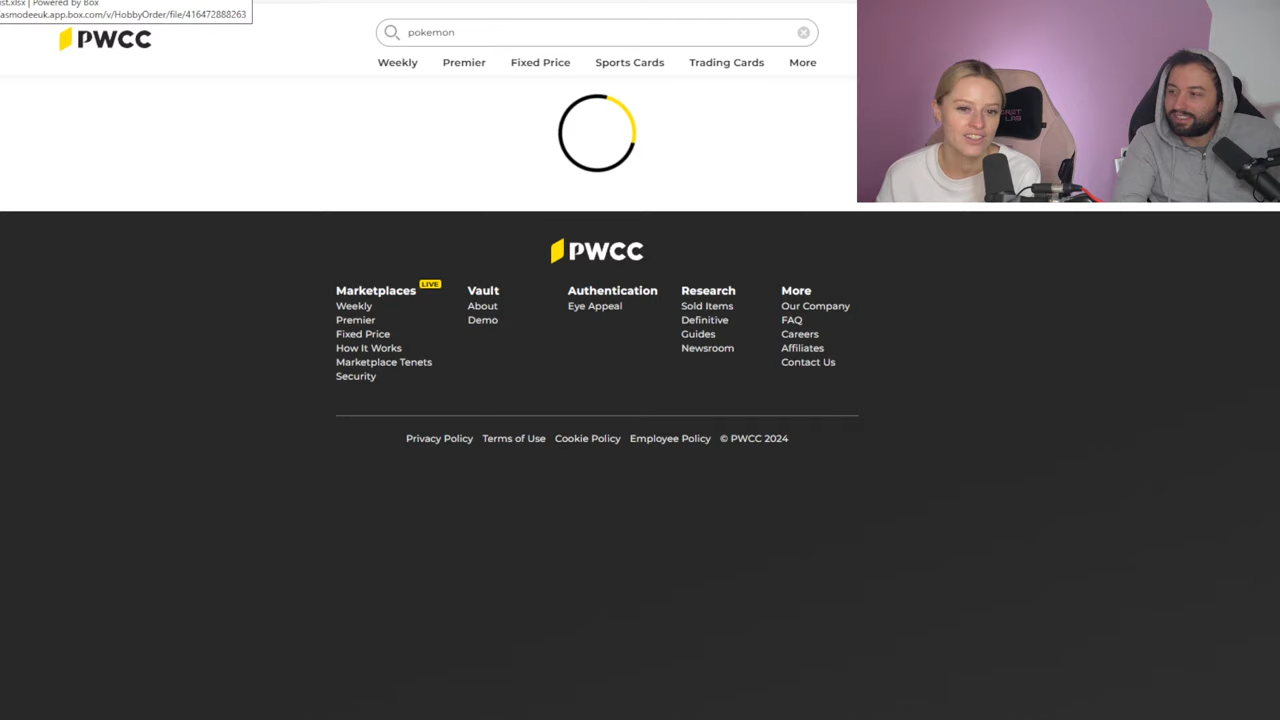 ist.xlsx | Powered by Box
asmodeeuk.app.box.com/v/HobbyOrder/file/416472888263
PWCC
pokemon
Weekly Premier Fixed Price Sports Cards Trading Cards More
PWCC
Marketplaces LIVE
Weekly
Premier
Fixed Price
How It Works
Marketplace Tenets
Security
Vault
About
Demo
Authentication
Eye Appeal
Research
Sold Items
Definitive
Guides
Newsroom
More
Our Company
FAQ
Careers
Affiliates
Contact Us
Privacy Policy Terms of Use Cookie Policy Employee Policy © PWCC 2024